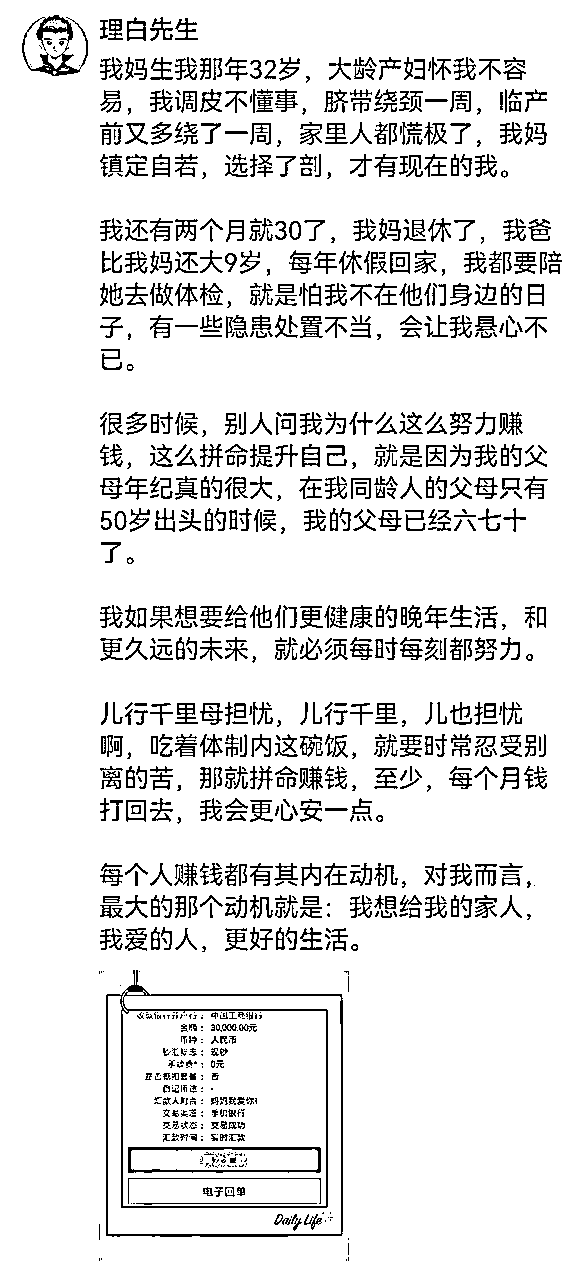 理白先生
我妈生我那年32岁，大龄产妇怀我不容
易，我调皮不懂事，脐带绕颈一周，临产
前又多绕了一周，家里人都慌极了，我妈
镇定自若，选择了剖，才有现在的我。
我还有两个月就30了，我妈退休了，我爸
比我妈还大9岁，每年休假回家，我都要陪
她去做体检，就是怕我不在他们身边的日
子，有一些隐患处置不当，会让我悬心不
已。
很多时候，别人问我为什么这么努力赚
钱，这么拼命提升自己，就是因为我的父
母年纪真的很大，在我同龄人的父母只有
50岁出头的时候，我的父母已经六七十
了。
我如果想要给他们更健康的晚年生活，和
更久远的未来，就必须每时每刻都努力。
儿行千里母担忧，儿行千里，儿也担忧
啊，吃着体制内这碗饭，就要时常忍受别
离的苦，那就拼命赚钱，至少，每个月钱
打回去，我会更心安一点。
每个人赚钱都有其内在动机，对我而言，
最大的那个动机就是：我想给我的家人，
我爱的人，更好的生活。
中国工商银行
金额： 30,000.00元
币种： 人民币
钞汇标志： 现钞
手续费： 0元
否
汇款人附言： 妈妈我爱你!
交易渠道： 手机银行
交易状态： 交易成功
汇款时间： 实时汇款
电子回单
Daily Life